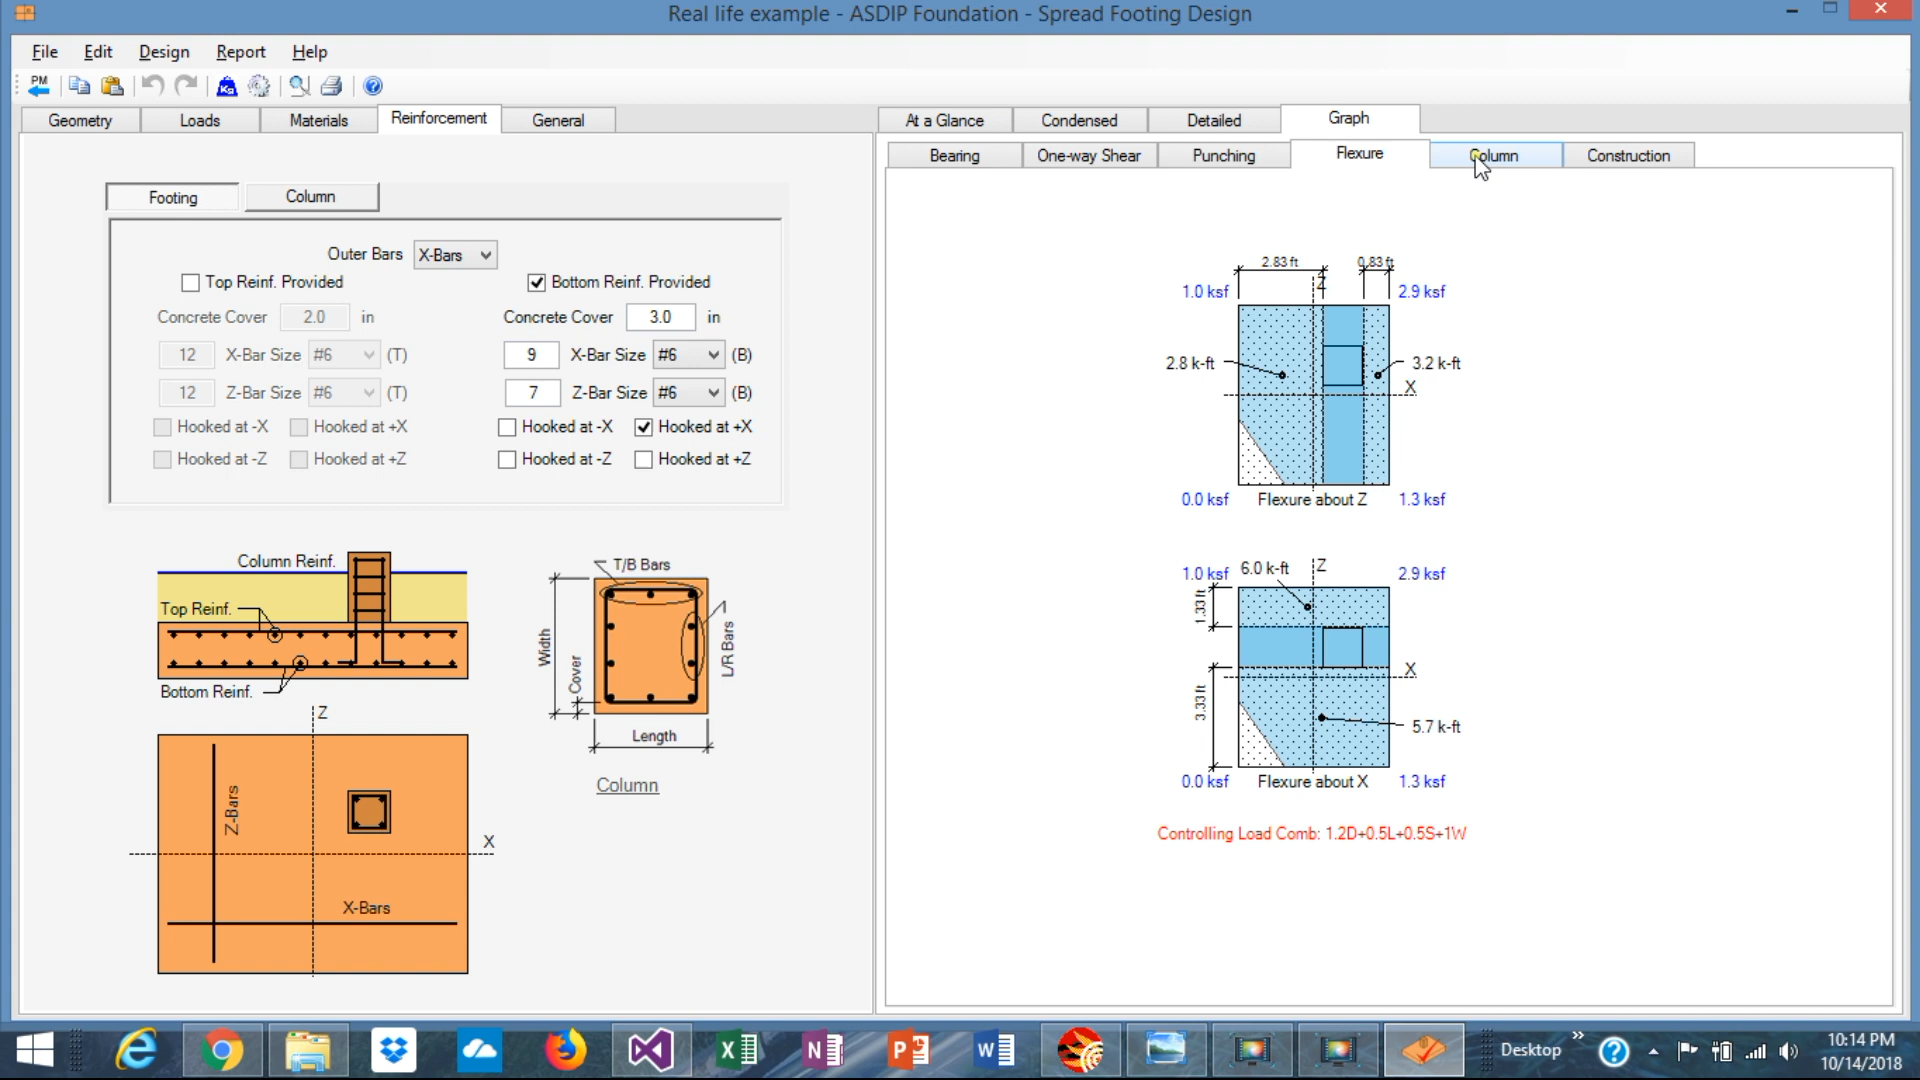 Real life example - ASDIP Foundation - Spread Footing Design
File Edit Design Report Help
PM
Kg
Geometry Loads Materials Reinforcement General
At a Glance Condensed Detailed Graph
Bearing One-way Shear Punching Flexure Column Construction
Footing Column
Outer Bars X-Bars
Top Reinf. Provided
Bottom Reinf. Provided
Concrete Cover 2.0 in
Concrete Cover 3.0 in
12 X-Bar Size #6 (T)
9 X-Bar Size #6 (B)
12 Z-Bar Size #6 (T)
7 Z-Bar Size #6 (B)
Hooked at -X Hooked at +X
Hooked at -X Hooked at +X
Hooked at -Z Hooked at +Z
Hooked at -Z Hooked at +Z
Column Reinf.
Top Reinf.
Bottom Reinf.
Z
Z-Bars
X
X-Bars
T/B Bars
Width
Cover
L/R Bars
Length
Column
2.83 ft 0.83 ft
Z
1.0 ksf 2.9 ksf
2.8 k-ft 3.2 k-ft
X
0.0 ksf Flexure about Z 1.3 ksf
6.0 k-ft Z
1.0 ksf 2.9 ksf
1.33 ft
X
3.33 ft
5.7 k-ft
0.0 ksf Flexure about X 1.3 ksf
Controlling Load Comb: 1.2D+0.5L+0.5S+1W
Desktop
10:14 PM
10/14/2018